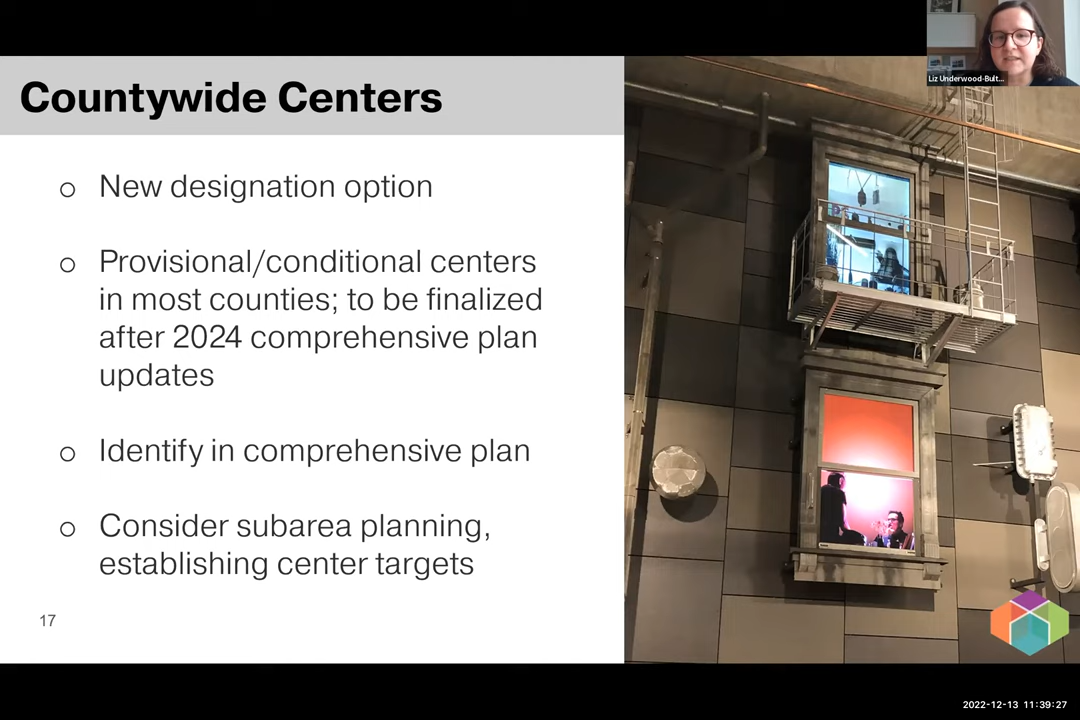 Liz Underwood-Bult...
Countywide Centers
○ New designation option
○ Provisional/conditional centers
in most counties; to be finalized
after 2024 comprehensive plan
updates
○ Identify in comprehensive plan
○ Consider subarea planning,
establishing center targets
17
2022-12-13 11:39:27